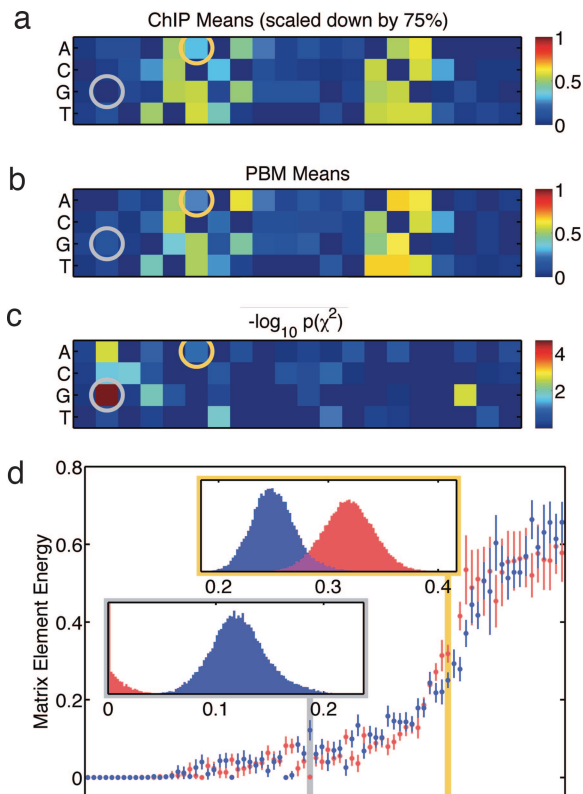 a
ChIP Means (scaled down by 75%)
A
C
G
T
1
0.5
0
b
PBM Means
A
C
G
T
1
0.5
0
c
-log10 p(χ2)
A
C
G
T
4
2
0
d
Matrix Element Energy
0.8
0.6
0.4
0.2
0
0.2 0.3 0.4
0 0.1 0.2